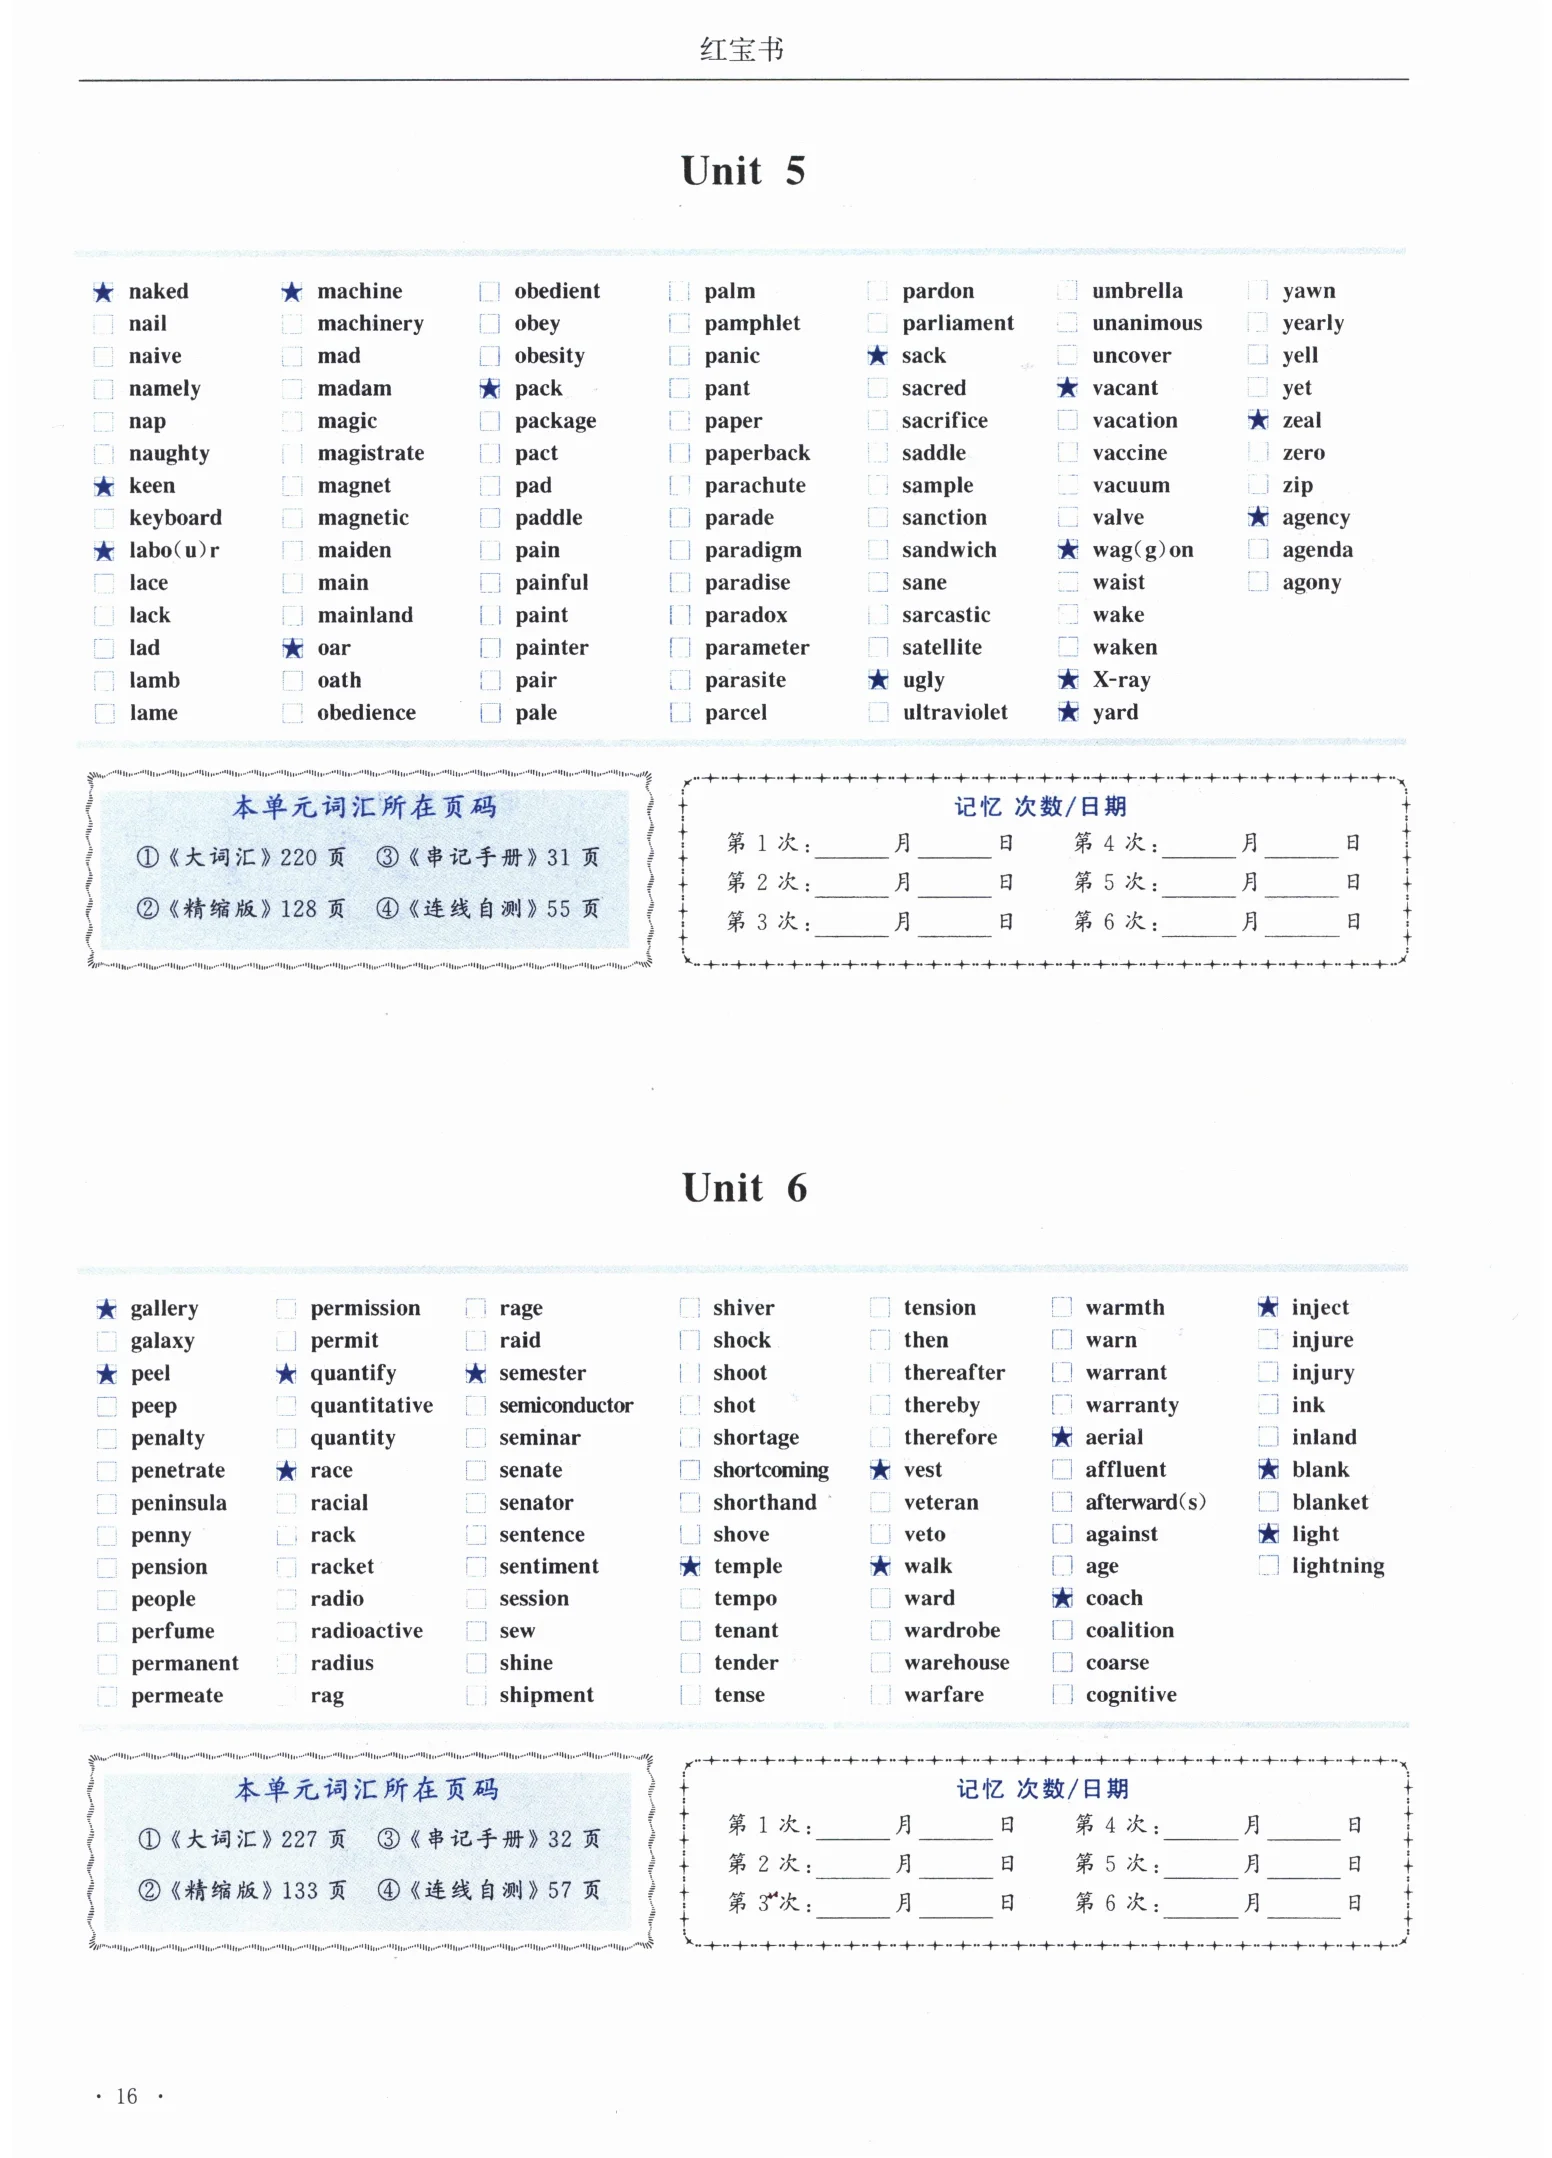 红宝书
Unit 5
★ naked ★ machine obedient palm pardon umbrella yawn
nail machinery obey pamphlet parliament unanimous yearly
naive mad obesity panic ★ sack uncover yell
namely madam ★ pack pant sacred ★ vacant yet
nap magic package paper sacrifice vacation ★ zeal
naughty magistrate pact paperback saddle vaccine zero
★ keen magnet pad parachute sample vacuum zip
keyboard magnetic paddle parade sanction valve ★ agency
★ labo(u)r maiden pain paradigm sandwich ★ wag(g)on agenda
lace main painful paradise sane waist agony
lack mainland paint paradox sarcastic wake
lad ★ oar painter parameter satellite waken
lamb oath pair parasite ★ ugly ★ X-ray
lame obedience pale parcel ultraviolet ★ yard
本单元词汇所在页码
①《大词汇》220 页 ③《串记手册》31 页
②《精缩版》128 页 ④《连线自测》55 页
记忆 次数/日期
第 1 次:______月______日 第 4 次:______月______日
第 2 次:______月______日 第 5 次:______月______日
第 3 次:______月______日 第 6 次:______月______日
Unit 6
★ gallery permission rage shiver tension warmth ★ inject
galaxy permit raid shock then warn injure
★ peel ★ quantify ★ semester shoot thereafter warrant injury
peep quantitative semiconductor shot thereby warranty ink
penalty quantity seminar shortage therefore ★ aerial inland
penetrate ★ race senate shortcoming ★ vest affluent ★ blank
peninsula racial senator shorthand veteran afterward(s) blanket
penny rack sentence shove veto against ★ light
pension racket sentiment ★ temple ★ walk age lightning
people radio session tempo ward ★ coach
perfume radioactive sew tenant wardrobe coalition
permanent radius shine tender warehouse coarse
permeate rag shipment tense warfare cognitive
本单元词汇所在页码
①《大词汇》227 页 ③《串记手册》32 页
②《精缩版》133 页 ④《连线自测》57 页
记忆 次数/日期
第 1 次:______月______日 第 4 次:______月______日
第 2 次:______月______日 第 5 次:______月______日
第 3 次:______月______日 第 6 次:______月______日
· 16 ·